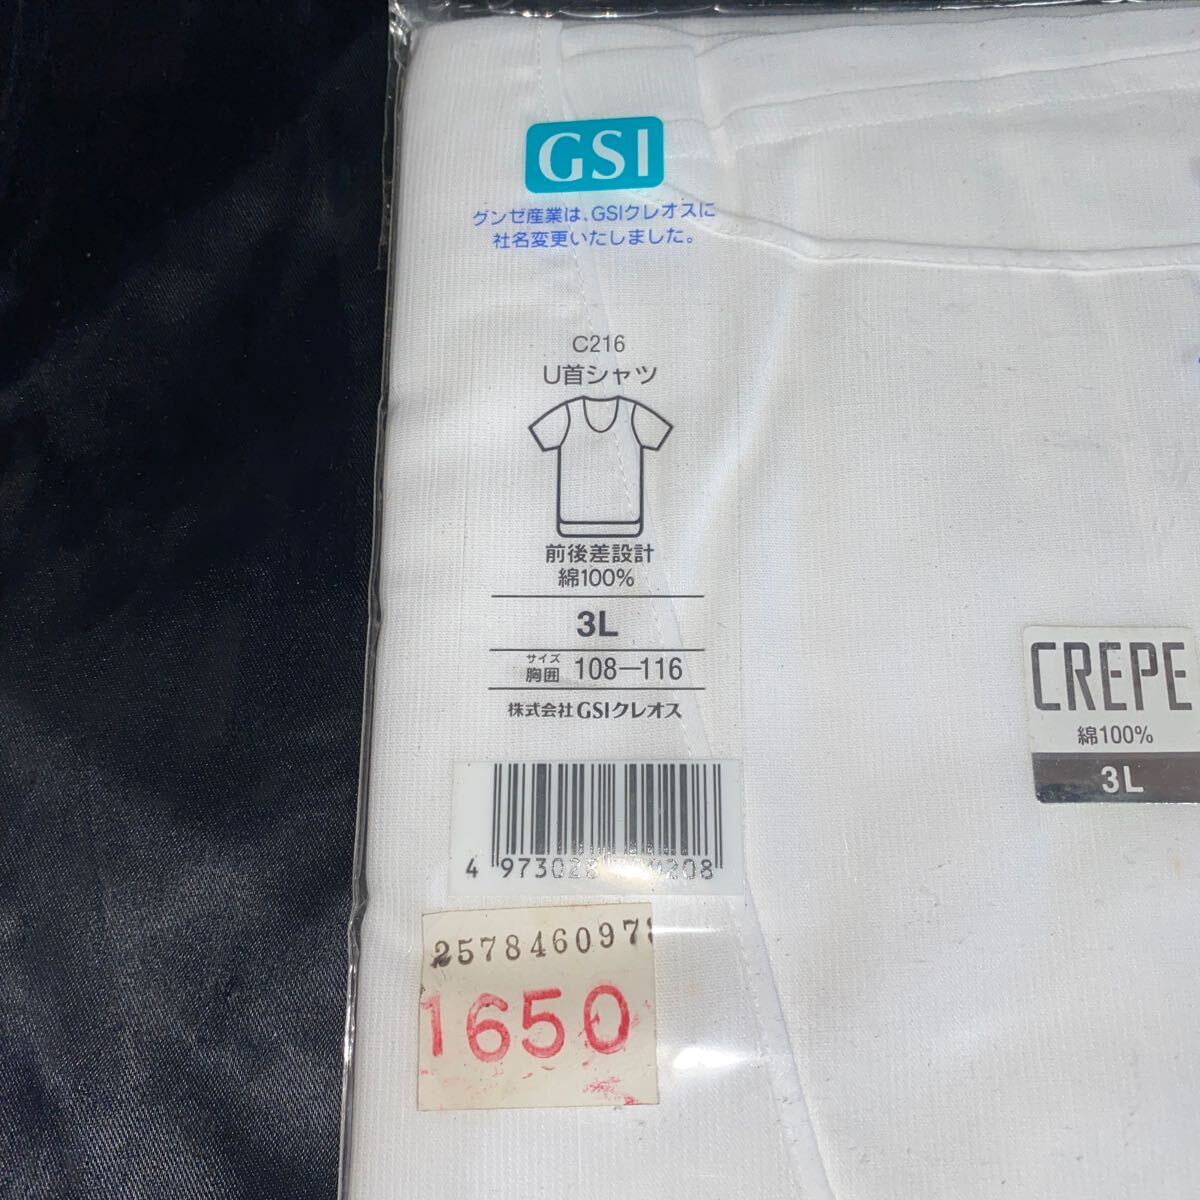 GSI
グンゼ産業は、GSIクレオスに
社名変更いたしました。
C216
U首シャツ
前後差設計
綿100%
3L
サイズ
胸囲 108-116
株式会社GSIクレオス
CREPE
綿100%
3L
4 973028
0208
2578460973
1650